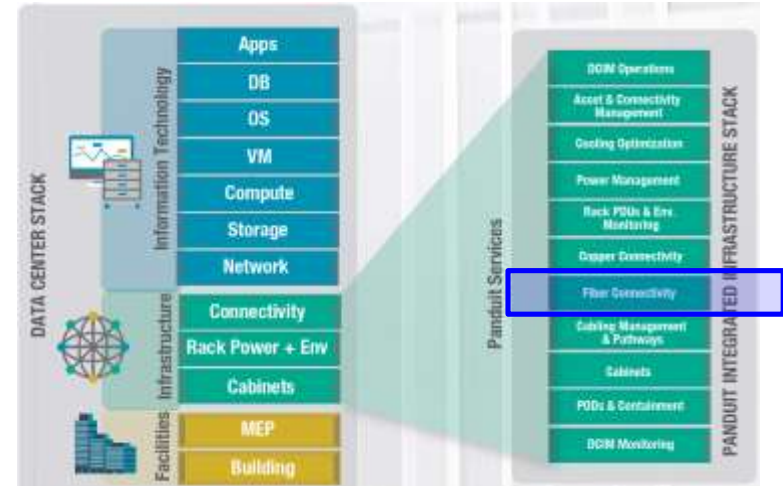 DATA CENTER STACK
Information Technology
Apps
DB
OS
VM
Compute
Storage
Network
Infrastructure
Connectivity
Rack Power + Env
Cabinets
Facilities
MEP
Building
Panduit Services
DCIM Operations
Asset & Connectivity
Management
Cooling Optimization
Power Management
Rack PDUs & Env.
Monitoring
Copper Connectivity
Fiber Connectivity
Cabling Management
& Pathways
Cabinets
PODs & Containment
DCIM Monitoring
PANDUIT INTEGRATED INFRASTRUCTURE STACK